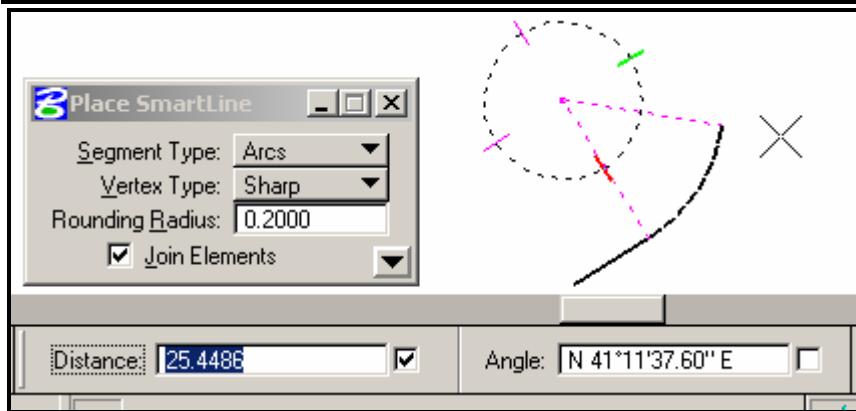 Place SmartLine
Segment Type: Arcs
Vertex Type: Sharp
Rounding Radius: 0.2000
Join Elements
Distance: 25.4486 Angle: N 41°11'37.60" E